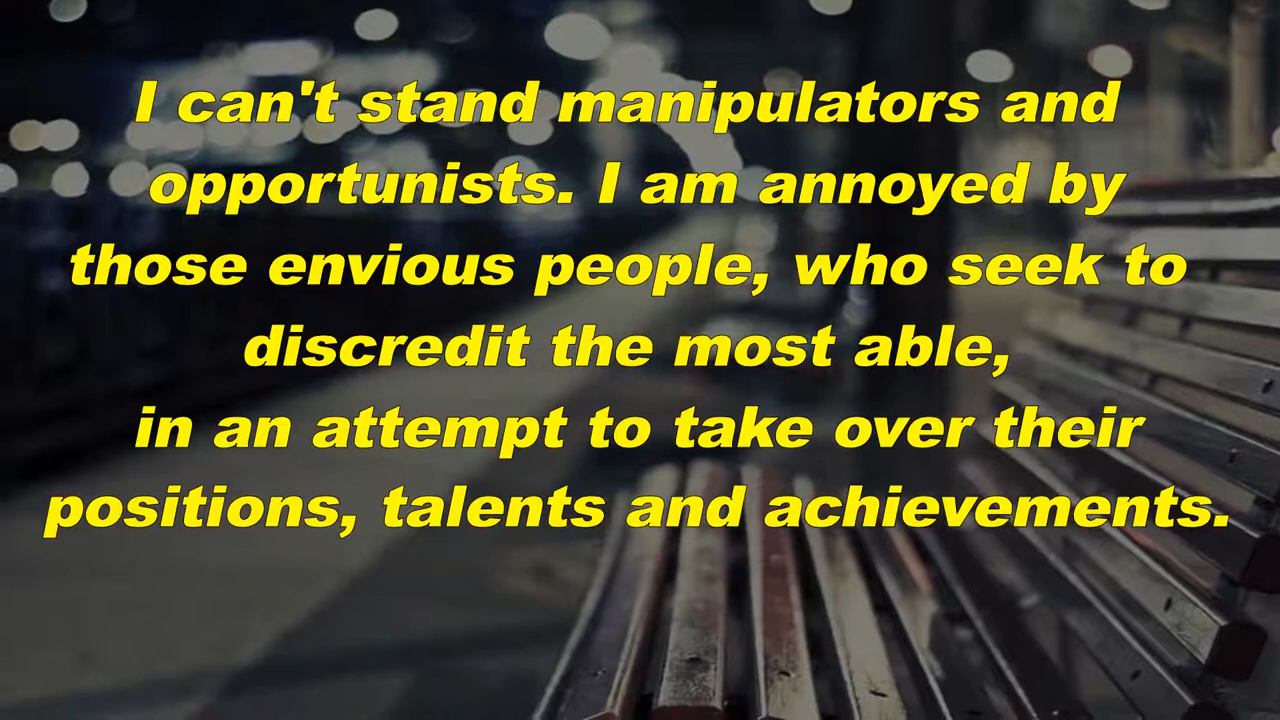 I can't stand manipulators and
opportunists. I am annoyed by
those envious people, who seek to
discredit the most able,
in an attempt to take over their
positions, talents and achievements.